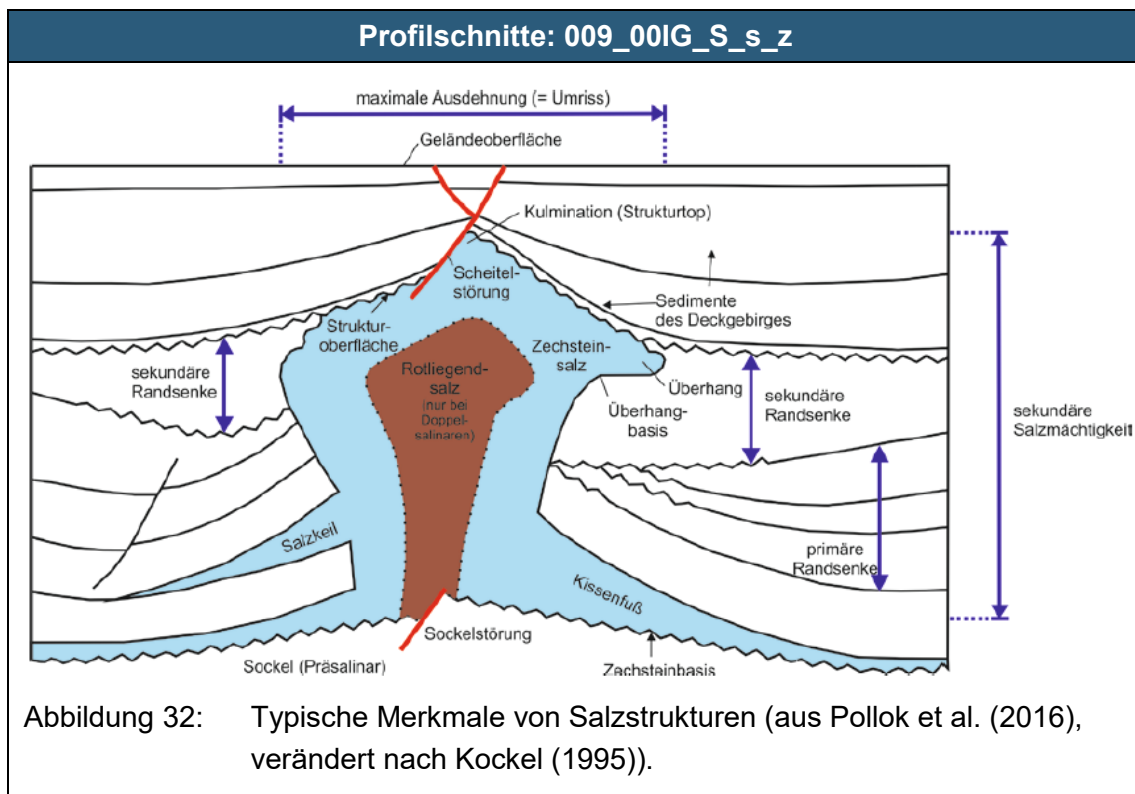 Profilschnitte: 009_00IG_S_s_z
maximale Ausdehnung (= Umriss)
Geländeoberfläche
Kulmination (Strukturtop)
Scheitel-
störung
Sedimente
des Deckgebirges
Struktur-
oberfläche
Zechstein-
salz
sekundäre
Randsenke
Rotliegend-
salz
(nur bei
Doppel-
salinaren)
Überhang
Überhang-
basis
sekundäre
Randsenke
sekundäre
Salzmächtigkeit
Salzkeil
primäre
Randsenke
Kissenfuß
Sockelstörung
Sockel (Präsalinar)
Zechsteinbasis
Abbildung 32: Typische Merkmale von Salzstrukturen (aus Pollok et al. (2016),
verändert nach Kockel (1995)).